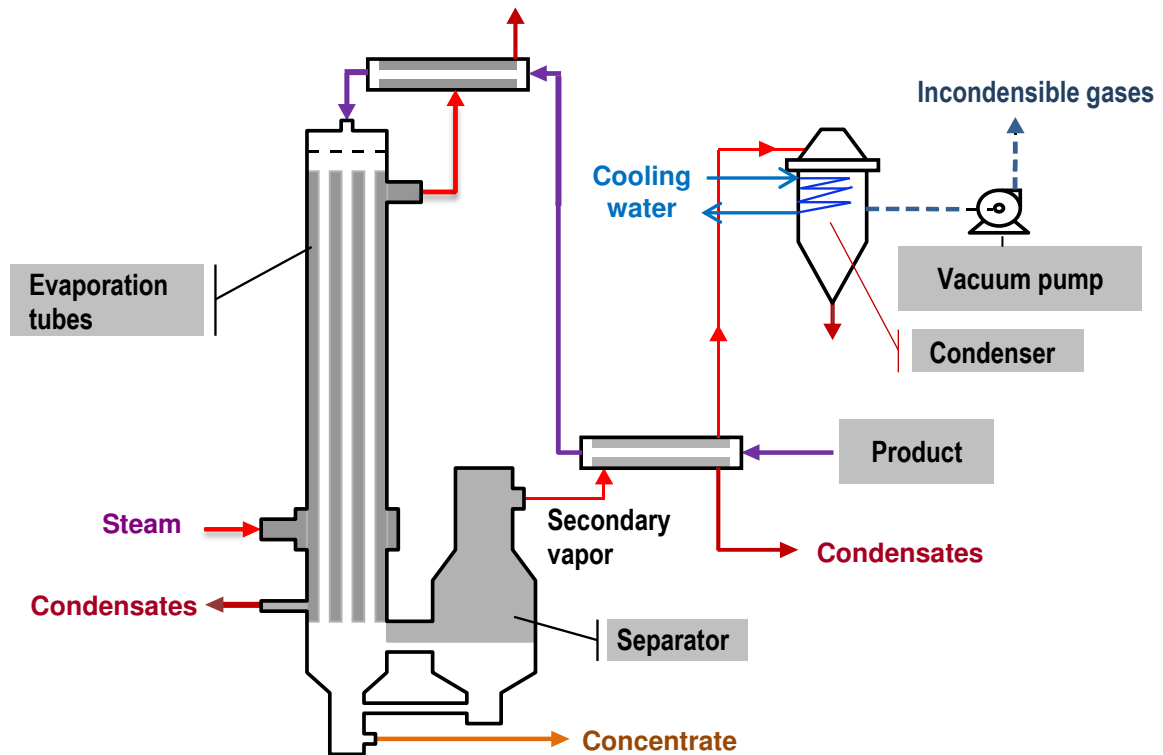 Incondensible gases
Cooling
water
Vacuum pump
Evaporation
tubes
Condenser
Product
Steam
Secondary
vapor
Condensates
Condensates
Separator
Concentrate